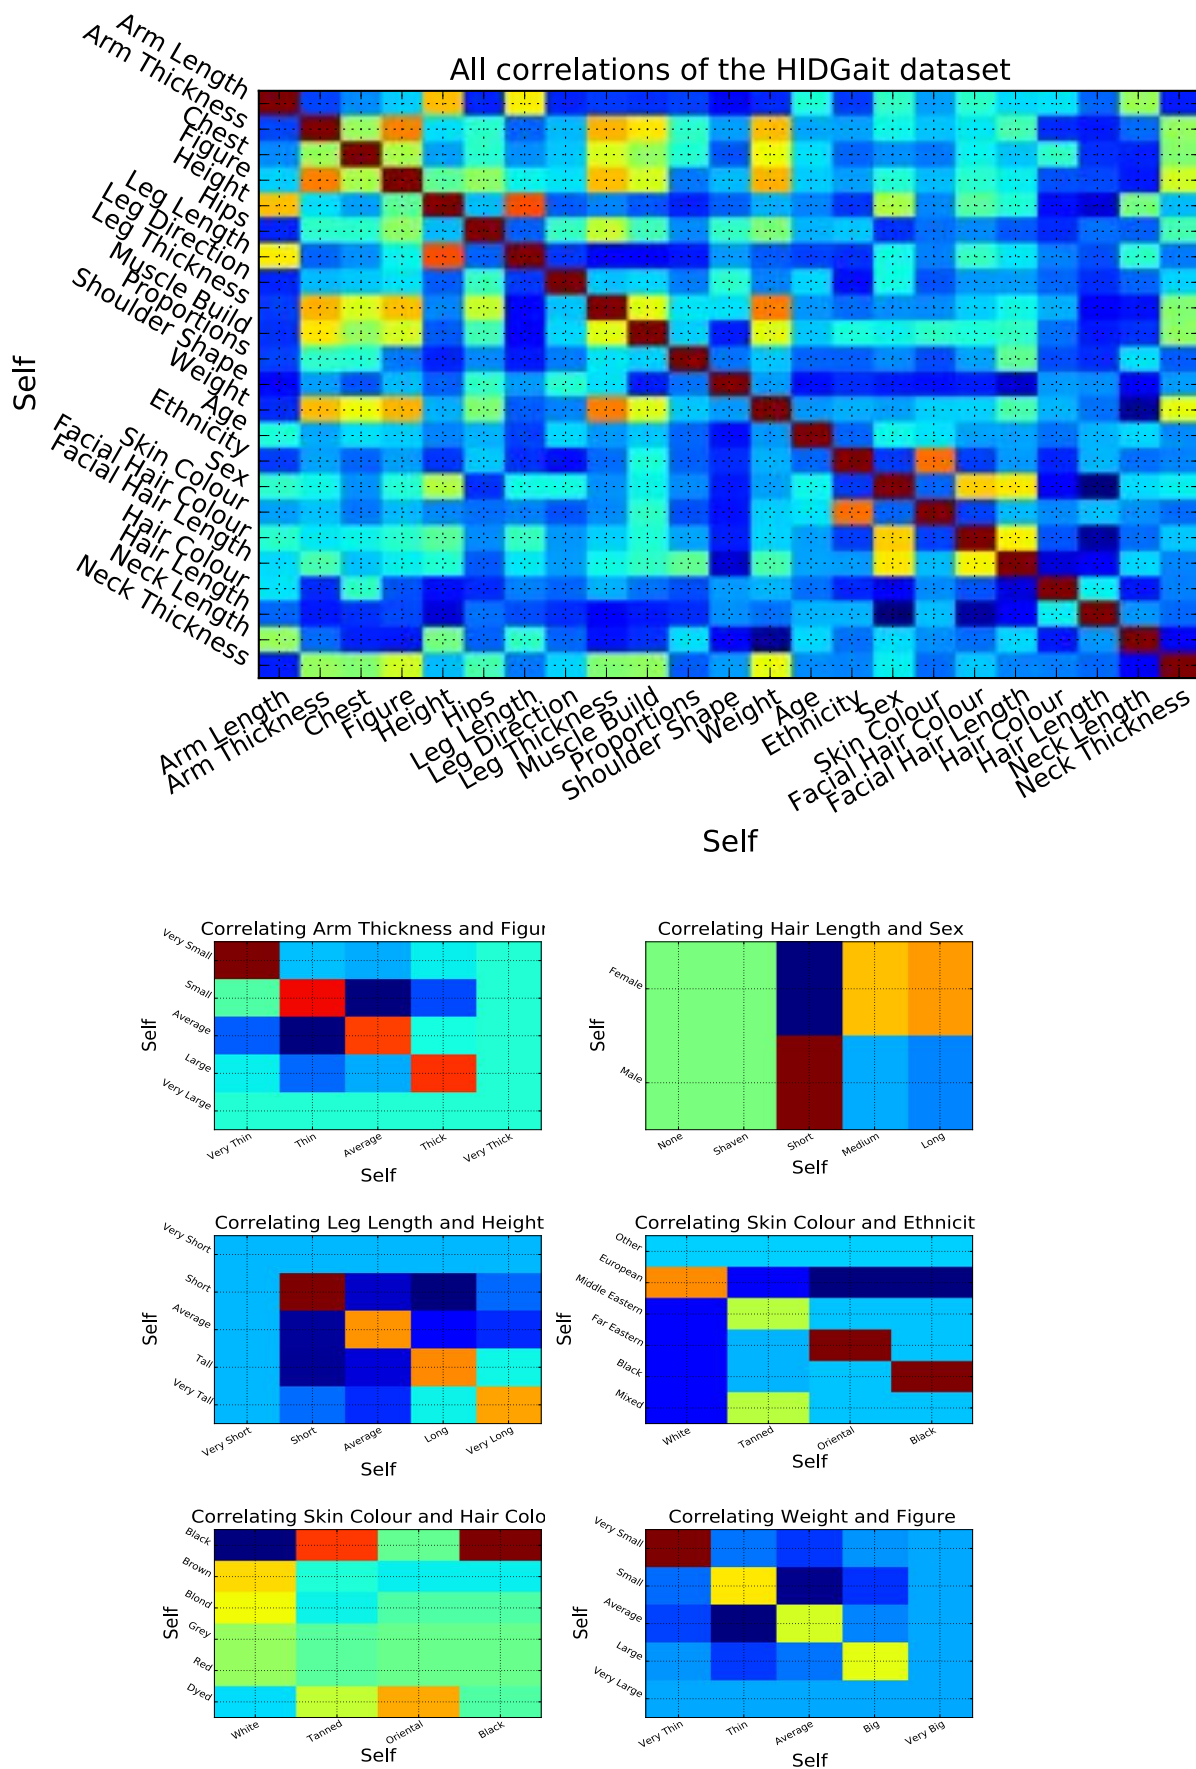 All correlations of the HIDGait dataset
Arm Length
Arm Thickness
Chest
Figure
Height
Hips
Leg Length
Leg Direction
Leg Thickness
Muscle Build
Proportions
Shoulder Shape
Weight
Age
Ethnicity
Sex
Skin Colour
Facial Hair Colour
Facial Hair Length
Hair Colour
Hair Length
Neck Length
Neck Thickness
Self
Arm Length
Arm Thickness
Chest
Figure
Height
Hips
Leg Length
Leg Direction
Leg Thickness
Muscle Build
Proportions
Shoulder Shape
Weight
Age
Ethnicity
Sex
Skin Colour
Facial Hair Colour
Facial Hair Length
Hair Colour
Hair Length
Neck Length
Neck Thickness
Self
Correlating Arm Thickness and Figur
Very Small
Small
Average
Large
Very Large
Self
Very Thin
Thin
Average
Thick
Very Thick
Self
Correlating Hair Length and Sex
Female
Male
Self
None
Shaven
Short
Medium
Long
Self
Correlating Leg Length and Height
Very Short
Short
Average
Tall
Very Tall
Self
Very Short
Short
Average
Long
Very Long
Self
Correlating Skin Colour and Ethnicit
Other
European
Middle Eastern
Far Eastern
Black
Mixed
Self
White
Tanned
Oriental
Black
Self
Correlating Skin Colour and Hair Colo
Black
Brown
Blond
Grey
Red
Dyed
Self
White
Tanned
Oriental
Black
Self
Correlating Weight and Figure
Very Small
Small
Average
Large
Very Large
Self
Very Thin
Thin
Average
Big
Very Big
Self